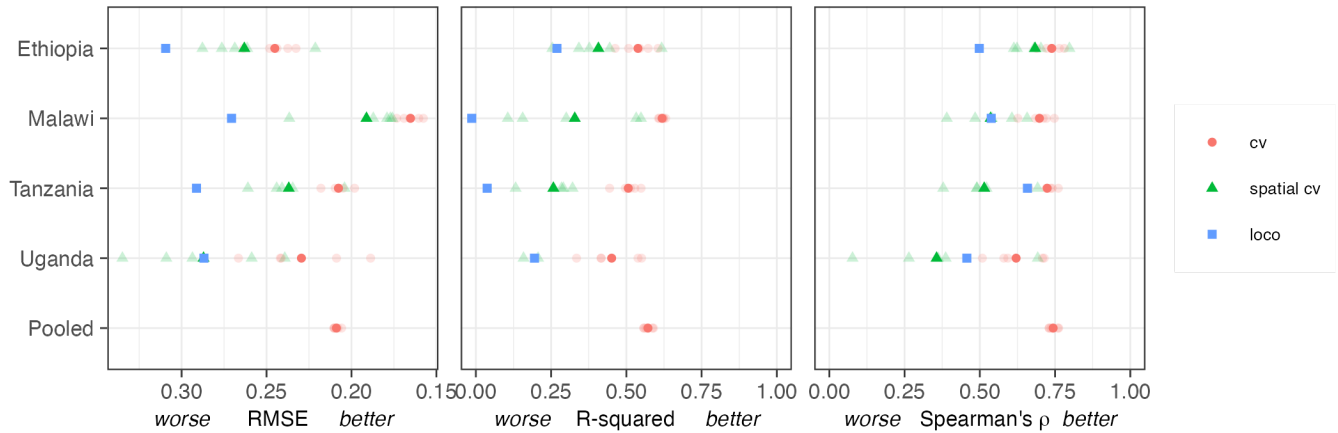 Ethiopia
Malawi
Tanzania
Uganda
Pooled
0.30 0.25 0.20 0.15
worse RMSE better
0.00 0.25 0.50 0.75 1.00
worse R-squared better
0.00 0.25 0.50 0.75 1.00
worse Spearman's ρ better
cv
spatial cv
loco